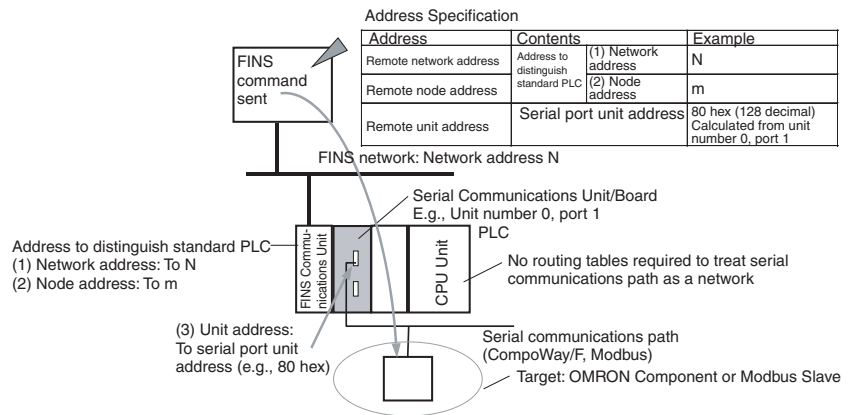 Address Specification
Address Contents Example
Remote network address Address to distinguish standard PLC (1) Network address N
Remote node address (2) Node address m
Remote unit address Serial port unit address 80 hex (128 decimal)
Calculated from unit
number 0, port 1
FINS
command
sent
FINS network: Network address N
Serial Communications Unit/Board
E.g., Unit number 0, port 1
PLC
Address to distinguish standard PLC
(1) Network address: To N
(2) Node address: To m
FINS Commu-
nications Unit
CPU Unit
No routing tables required to treat serial
communications path as a network
(3) Unit address:
To serial port unit
address (e.g., 80 hex)
Serial communications path
(CompoWay/F, Modbus)
Target: OMRON Component or Modbus Slave